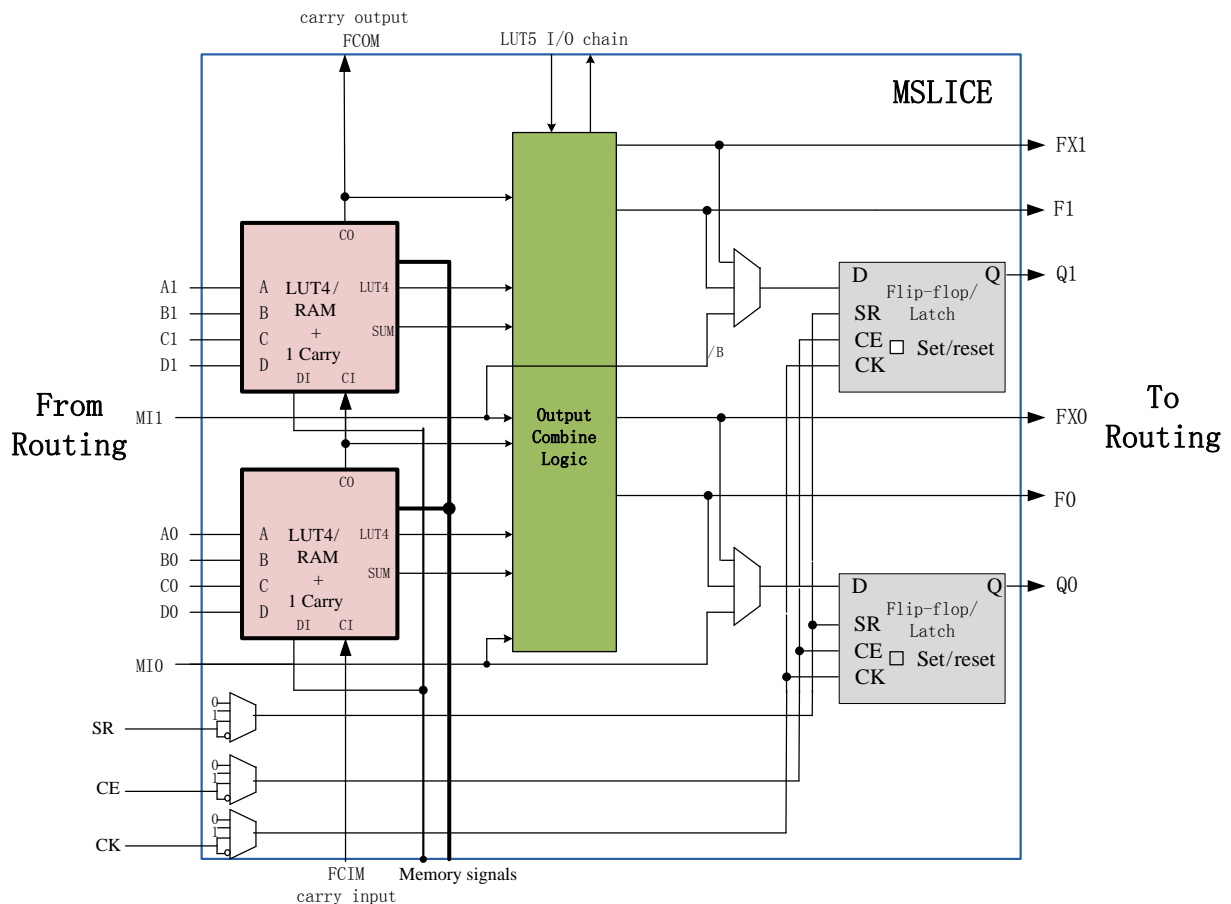 carry output
FCOM
LUT5 I/O chain
MSLICE
FX1
F1
CO
A1
B1
C1
D1
A
B
C
D
LUT4/
RAM
+
1 Carry
LUT4
SUM
DI
CI
D
Q
Flip-flop/
Latch
SR
CE
CK
Set/reset
Q1
/B
From
Routing
MI1
Output
Combine
Logic
FX0
To
Routing
F0
CO
A0
B0
C0
D0
A
B
C
D
LUT4/
RAM
+
1 Carry
LUT4
SUM
DI
CI
D
Q
Flip-flop/
Latch
SR
CE
CK
Set/reset
Q0
MI0
0
1
SR
0
1
CE
0
1
CK
FCIM
carry input
Memory signals